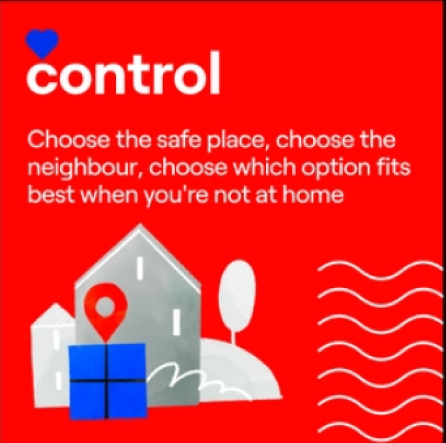 control
Choose the safe place, choose the
neighbour, choose which option fits
best when you're not at home